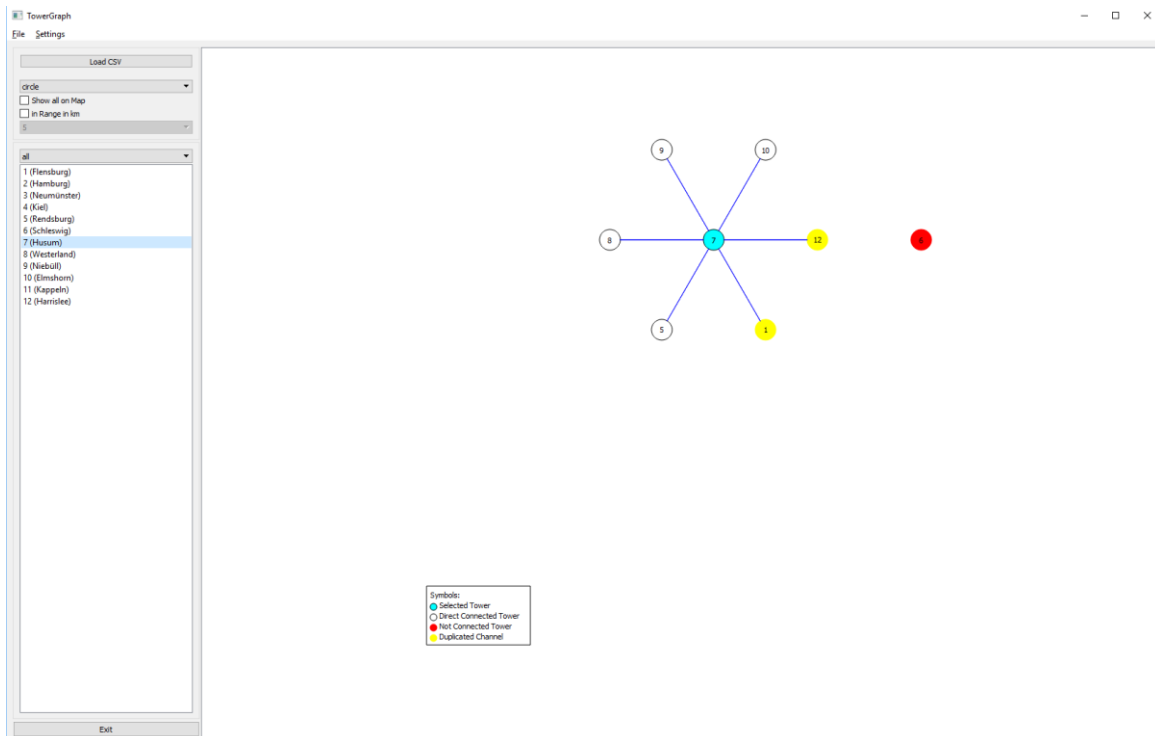 TowerGraph
File Settings
Load CSV
circle
Show all on Map
in Range in km
5
all
1 (Flensburg)
2 (Hamburg)
3 (Neumünster)
4 (Kiel)
5 (Rendsburg)
6 (Schleswig)
7 (Husum)
8 (Westerland)
9 (Niebüll)
10 (Elmshorn)
11 (Kappeln)
12 (Harrislee)
Exit
9
10
8
7
12
6
5
1
Symbols:
Selected Tower
Direct Connected Tower
Not Connected Tower
Duplicated Channel